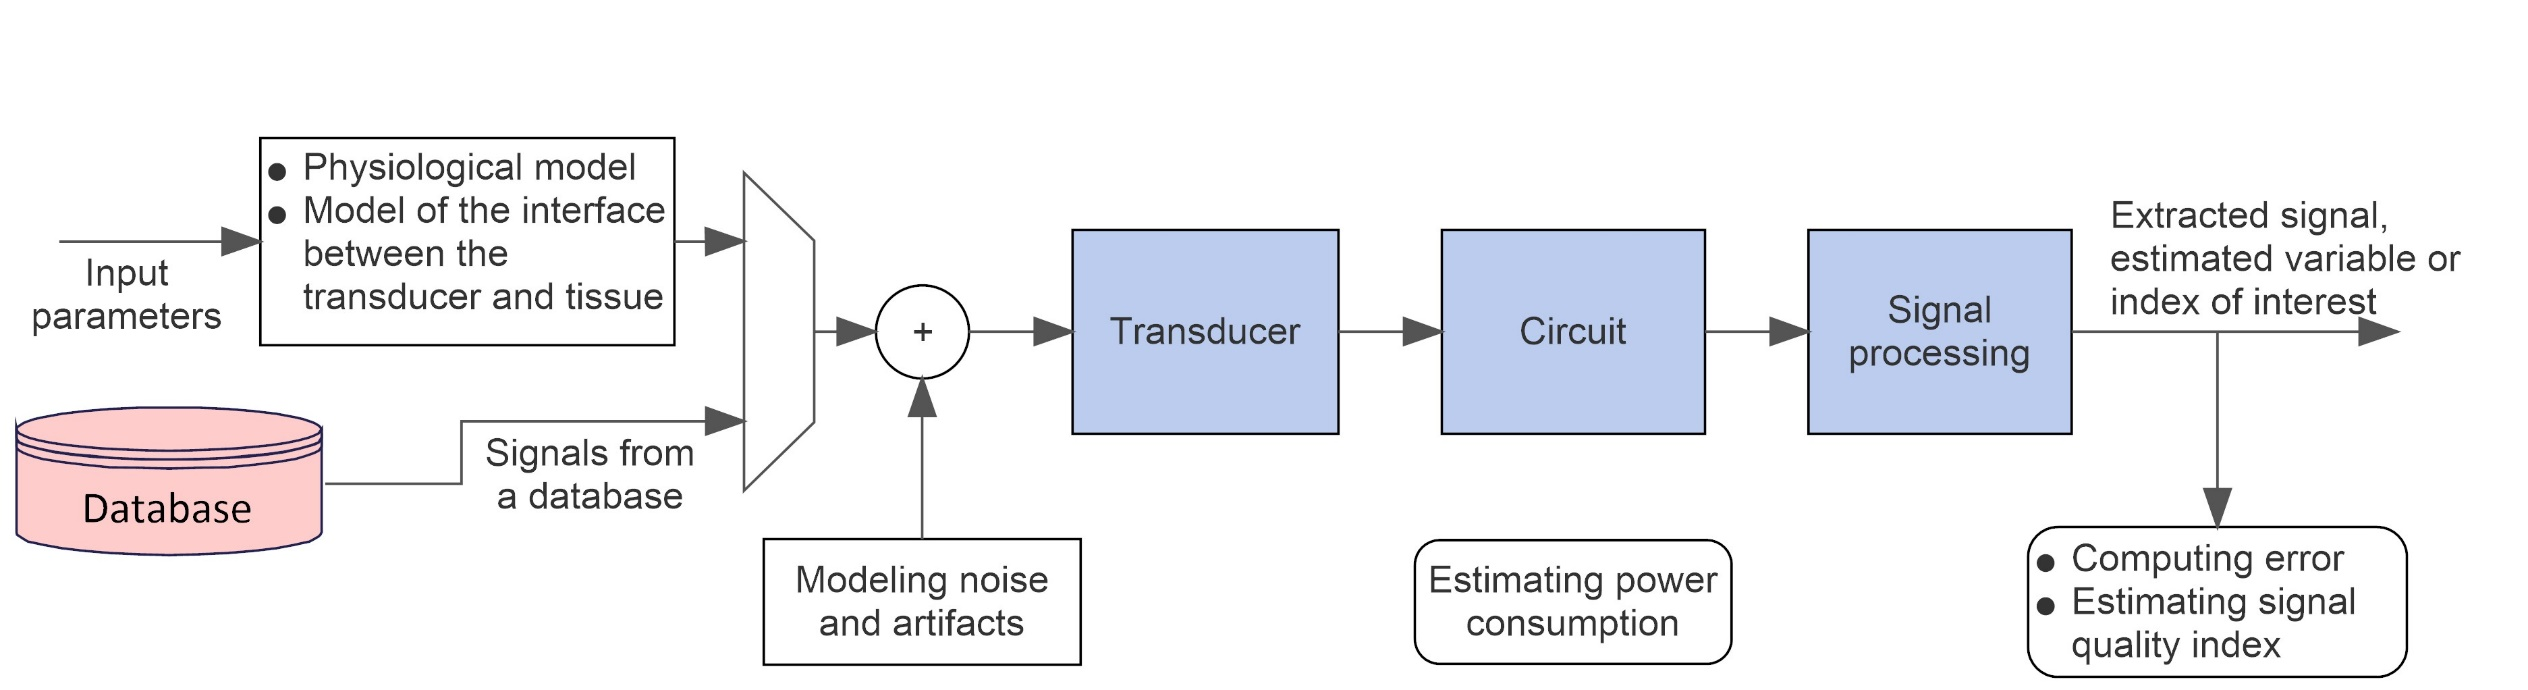 ● Physiological model
● Model of the interface
between the
transducer and tissue
Input
parameters
Database
Signals from
a database
+
Modeling noise
and artifacts
Transducer
Circuit
Signal
processing
Extracted signal,
estimated variable or
index of interest
Estimating power
consumption
● Computing error
● Estimating signal
quality index